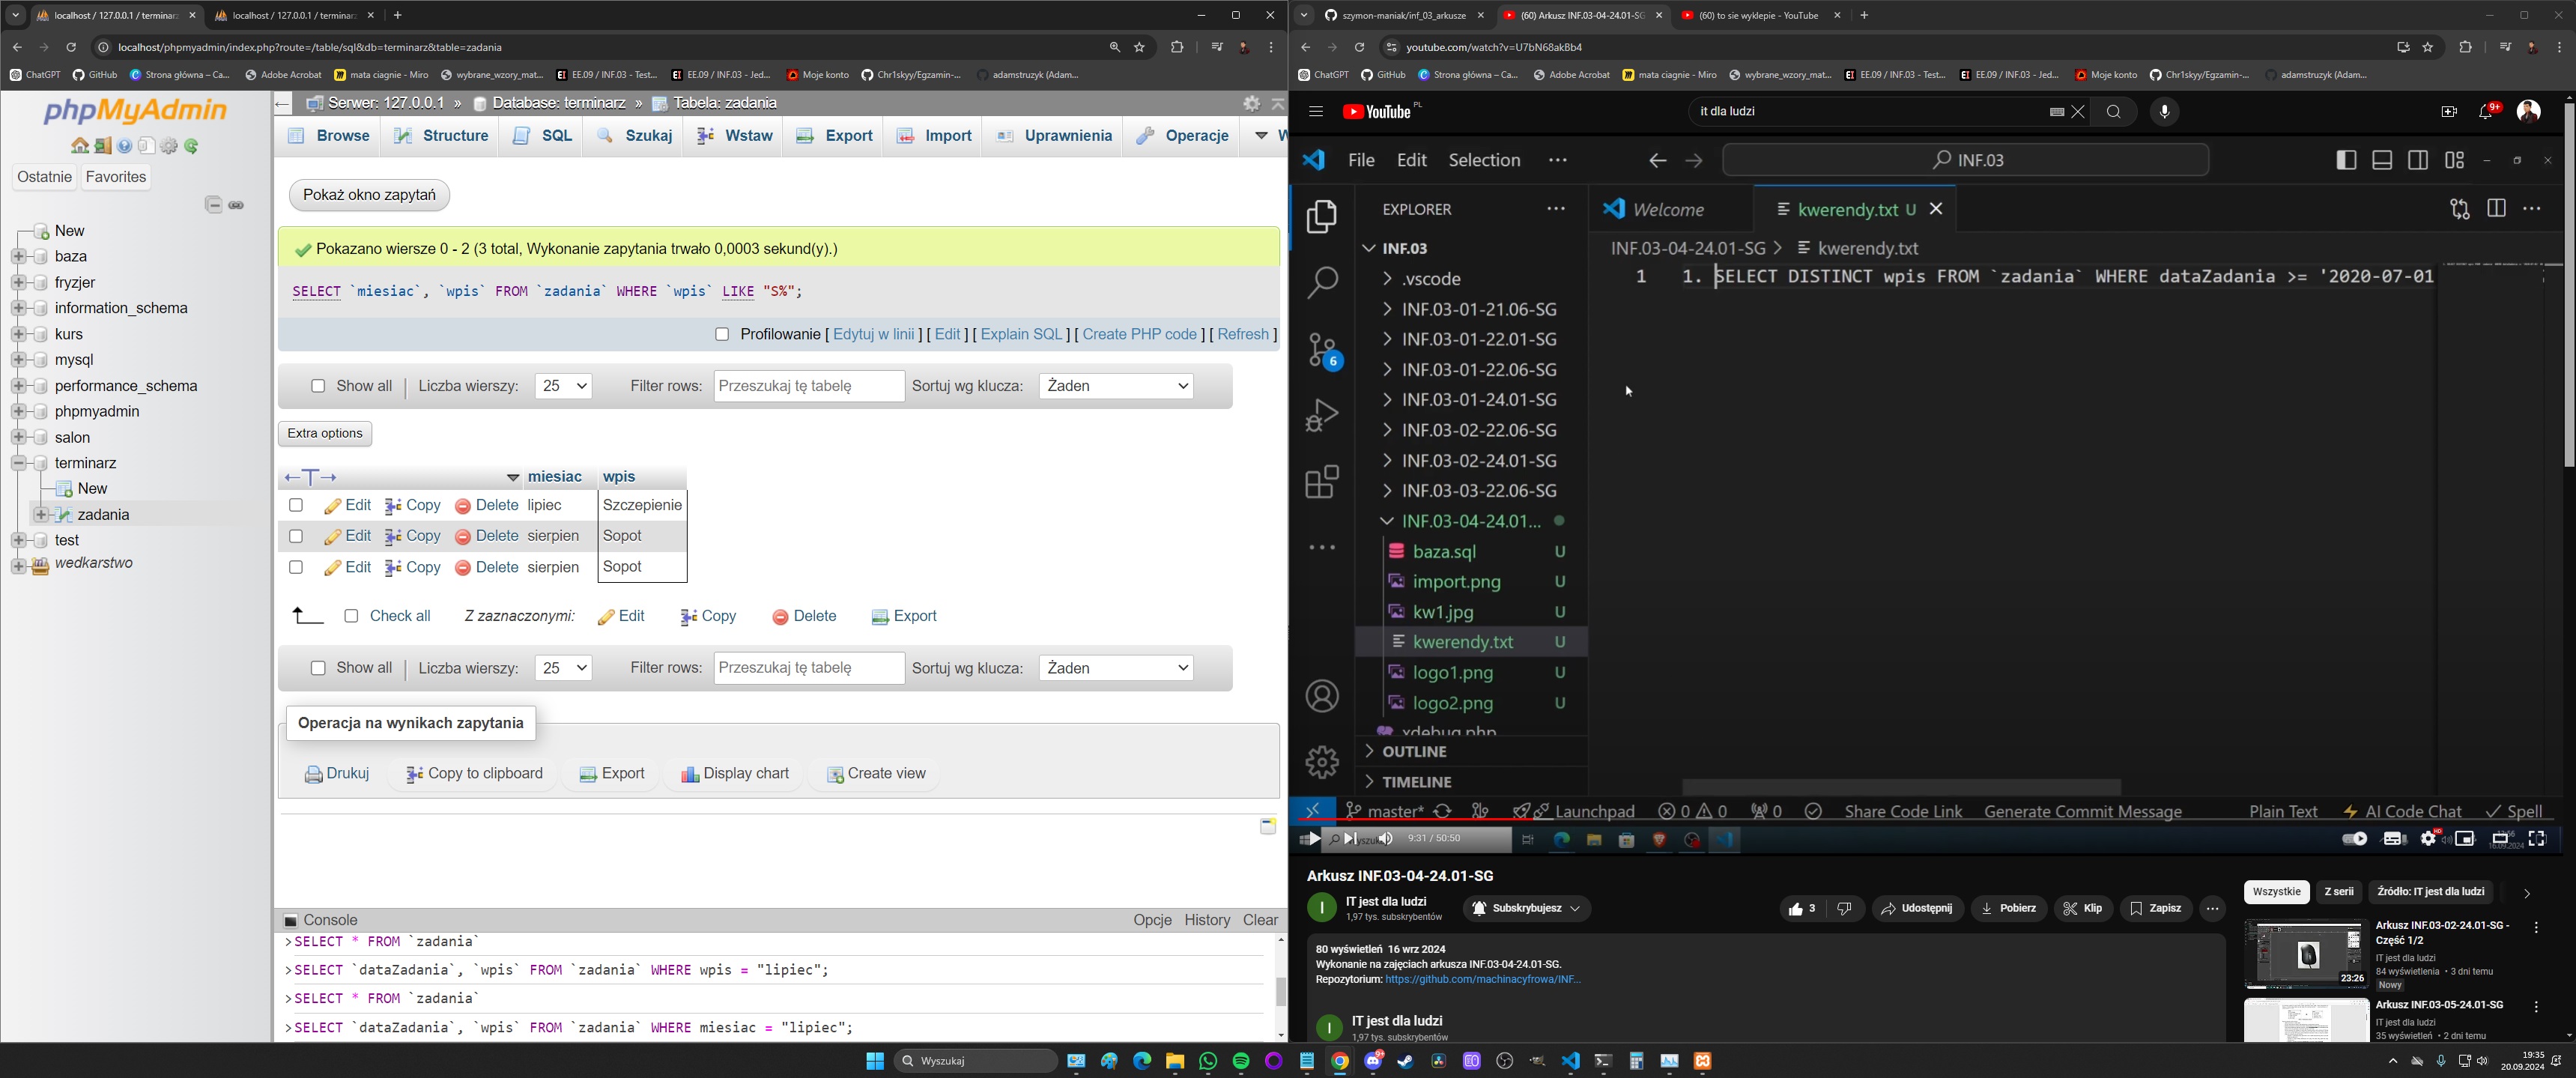 localhost / 127.0.0.1 / terminarz
localhost / 127.0.0.1 / terminarz
localhost/phpmyadmin/index.php?route=/table/sql&db=terminarz&table=zadania
ChatGPT
GitHub
Strona główna – Ca...
Adobe Acrobat
mata ciagnie - Miro
wybrane_wzory_mat...
EE.09 / INF.03 - Test...
EE.09 / INF.03 - Jed...
Moje konto
Chr1skyy/Egzamin-...
adamstruzyk (Adam...
phpMyAdmin
Ostatnie
Favorites
New
baza
fryzjer
information_schema
kurs
mysql
performance_schema
phpmyadmin
salon
terminarz
New
zadania
test
wedkarstwo
Serwer: 127.0.0.1 » Database: terminarz » Tabela: zadania
Browse
Structure
SQL
Szukaj
Wstaw
Export
Import
Uprawnienia
Operacje
Pokaż okno zapytań
Pokazano wiersze 0 - 2 (3 total, Wykonanie zapytania trwało 0,0003 sekund(y).)
SELECT `miesiac`, `wpis` FROM `zadania` WHERE `wpis` LIKE "S%";
Profilowanie [ Edytuj w linii ] [ Edit ] [ Explain SQL ] [ Create PHP code ] [ Refresh ]
Show all
Liczba wierszy:
25
Filter rows:
Przeszukaj tę tabelę
Sortuj wg klucza:
Żaden
Extra options
miesiac
wpis
Edit Copy Delete lipiec Szczepienie
Edit Copy Delete sierpien Sopot
Edit Copy Delete sierpien Sopot
Check all Z zaznaczonymi: Edit Copy Delete Export
Show all
Liczba wierszy:
25
Filter rows:
Przeszukaj tę tabelę
Sortuj wg klucza:
Żaden
Operacja na wynikach zapytania
Drukuj
Copy to clipboard
Export
Display chart
Create view
Console
Opcje History Clear
>SELECT * FROM `zadania`
>SELECT `dataZadania`, `wpis` FROM `zadania` WHERE wpis = "lipiec";
>SELECT * FROM `zadania`
>SELECT `dataZadania`, `wpis` FROM `zadania` WHERE miesiac = "lipiec";
szymon-maniak/inf_03_arkusze
(60) Arkusz INF.03-04-24.01-SG
(60) to sie wyklepie - YouTube
youtube.com/watch?v=U7bN68akBb4
ChatGPT
GitHub
Strona główna – Ca...
Adobe Acrobat
mata ciagnie - Miro
wybrane_wzory_mat...
EE.09 / INF.03 - Test...
EE.09 / INF.03 - Jed...
Moje konto
Chr1skyy/Egzamin-...
adamstruzyk (Adam...
YouTube PL
it dla ludzi
9+
File Edit Selection
INF.03
EXPLORER
INF.03
.vscode
INF.03-01-21.06-SG
INF.03-01-22.01-SG
INF.03-01-22.06-SG
INF.03-01-24.01-SG
INF.03-02-22.06-SG
INF.03-02-24.01-SG
INF.03-03-22.06-SG
INF.03-04-24.01...
baza.sql U
import.png U
kw1.jpg U
kwerendy.txt U
logo1.png U
logo2.png U
xdebug.php
OUTLINE
TIMELINE
6
Welcome
kwerendy.txt U
INF.03-04-24.01-SG > kwerendy.txt
1 1. SELECT DISTINCT wpis FROM `zadania` WHERE dataZadania >= '2020-07-01
master*
Launchpad
0 0
0
Share Code Link
Generate Commit Message
Plain Text
AI Code Chat
Spell
9:31 / 50:50
16.09.2024
Arkusz INF.03-04-24.01-SG
I
IT jest dla ludzi
1,97 tys. subskrybentów
Subskrybujesz
3
Udostępnij
Pobierz
Klip
Zapisz
80 wyświetleń 16 wrz 2024
Wykonanie na zajęciach arkusza INF.03-04-24.01-SG.
Repozytorium: https://github.com/machinacyfrowa/INF...
I
IT jest dla ludzi
1,97 tys. subskrybentów
Wszystkie
Z serii
Źródło: IT jest dla ludzi
23:26
Arkusz INF.03-02-24.01-SG -
Część 1/2
IT jest dla ludzi
84 wyświetlenia • 3 dni temu
Nowy
Arkusz INF.03-05-24.01-SG
IT jest dla ludzi
35 wyświetleń • 2 dni temu
Wyszukaj
19:35
20.09.2024